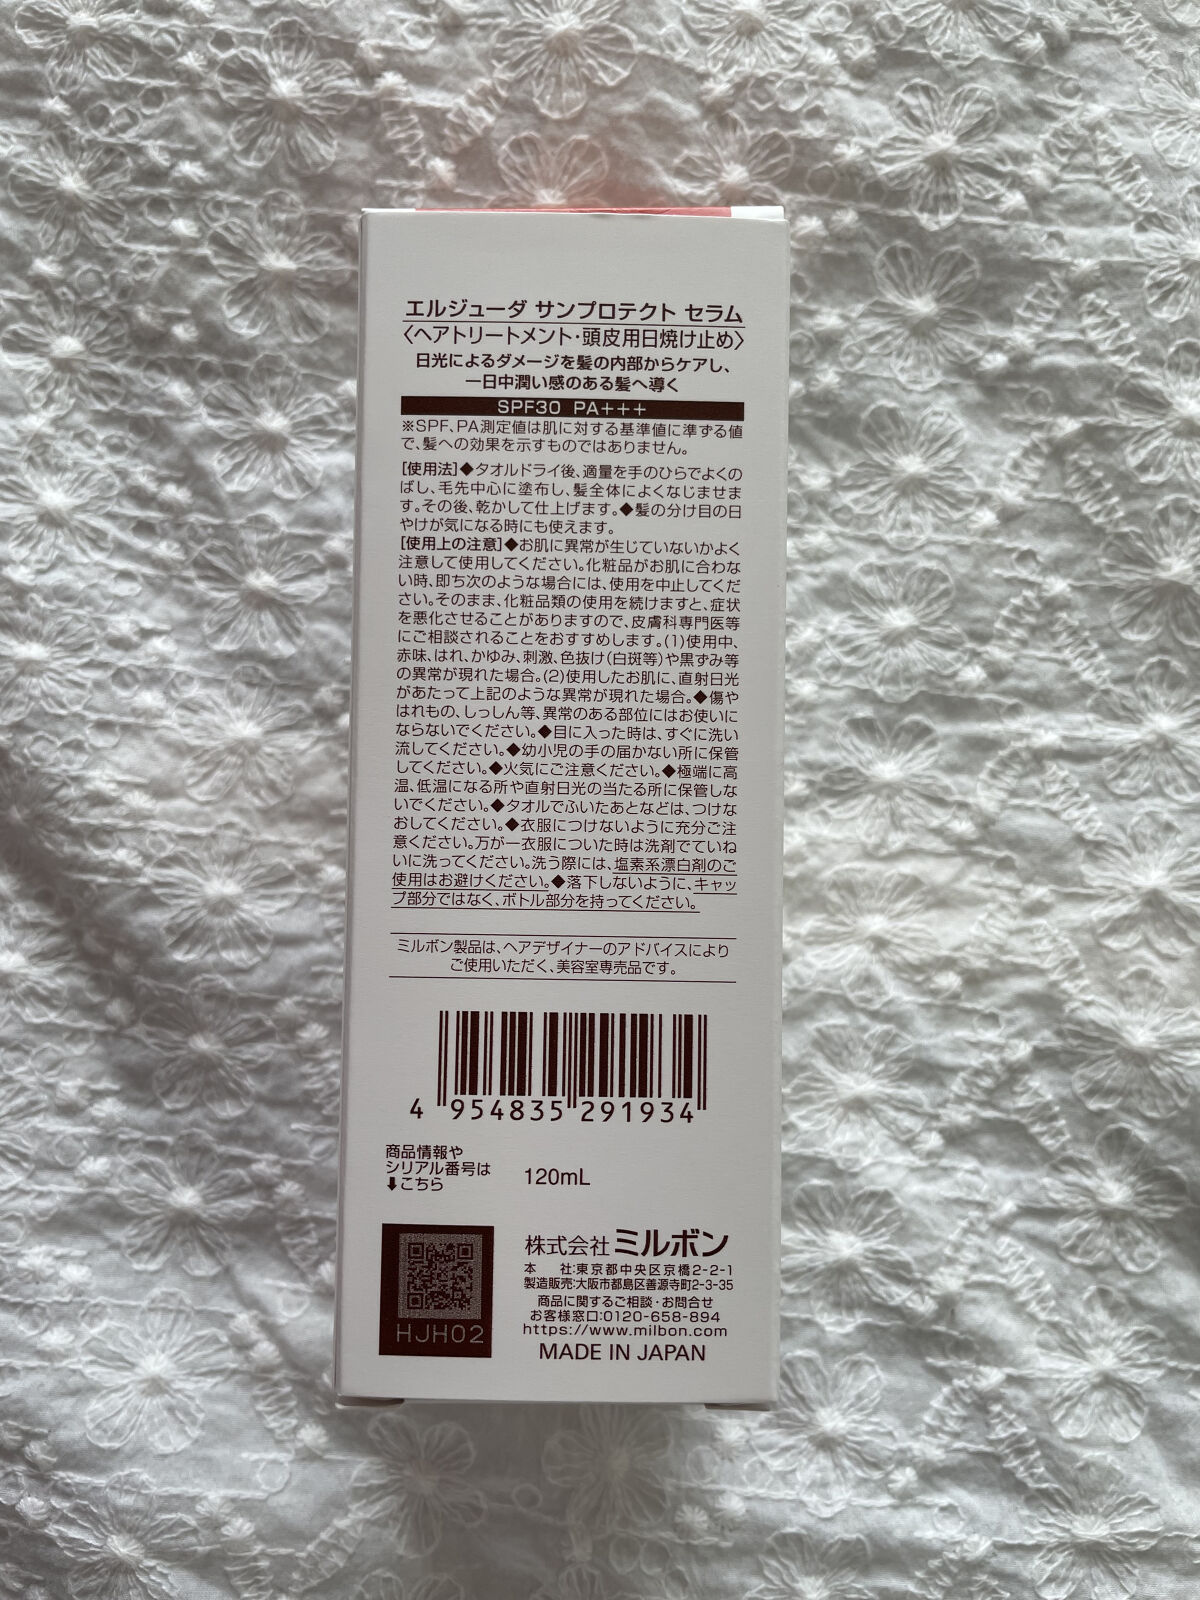 エルジューダ サンプロテクト セラム
〈ヘアトリートメント・頭皮用日焼け止め〉
日光によるダメージを髪の内部からケアし、
一日中潤い感のある髪へ導く
SPF30 PA+++
※SPF、PA測定値は肌に対する基準値に準ずる値
で、髪への効果を示すものではありません。
[使用法]◆タオルドライ後、適量を手のひらでよくの
ばし、毛先中心に塗布し、髪全体によくなじませま
す。その後、乾かして仕上げます。◆髪の分け目の日
やけが気になる時にも使えます。
[使用上の注意]◆お肌に異常が生じていないかよく
注意して使用してください。化粧品がお肌に合わな
い時、即ち次のような場合には、使用を中止してくだ
さい。そのまま、化粧品類の使用を続けますと、症状
を悪化させることがありますので、皮膚科専門医等
にご相談されることをおすすめします。(1)使用中、
赤味、はれ、かゆみ、刺激、色抜け(白斑等)や黒ずみ等
の異常が現れた場合。(2)使用したお肌に、直射日光
があたって上記のような異常が現れた場合。◆傷や
はれもの、しっしん等、異常のある部位にはお使いに
ならないでください。◆目に入った時は、すぐに洗い
流してください。◆幼小児の手の届かない所に保管
してください。◆火気にご注意ください。◆極端に高
温、低温になる所や直射日光の当たる所に保管しな
いでください。◆タオルでふいたあとなどは、つけな
おしてください。◆衣服につけないように充分ご注
意ください。万が一衣服についた時は洗剤でていね
いに洗ってください。洗う際には、塩素系漂白剤のご
使用はお避けください。◆落下しないように、キャッ
プ部分ではなく、ボトル部分を持ってください。
ミルボン製品は、ヘアデザイナーのアドバイスにより
ご使用いただく、美容室専売品です。
4 954835 291934
商品情報や
シリアル番号は
⬇こちら
120mL
HJH02
株式会社ミルボン
本 社:東京都中央区京橋2-2-1
製造販売:大阪市都島区善源寺町2-3-35
商品に関するご相談・お問合せ
お客様窓口:0120-658-894
https://www.milbon.com
MADE IN JAPAN